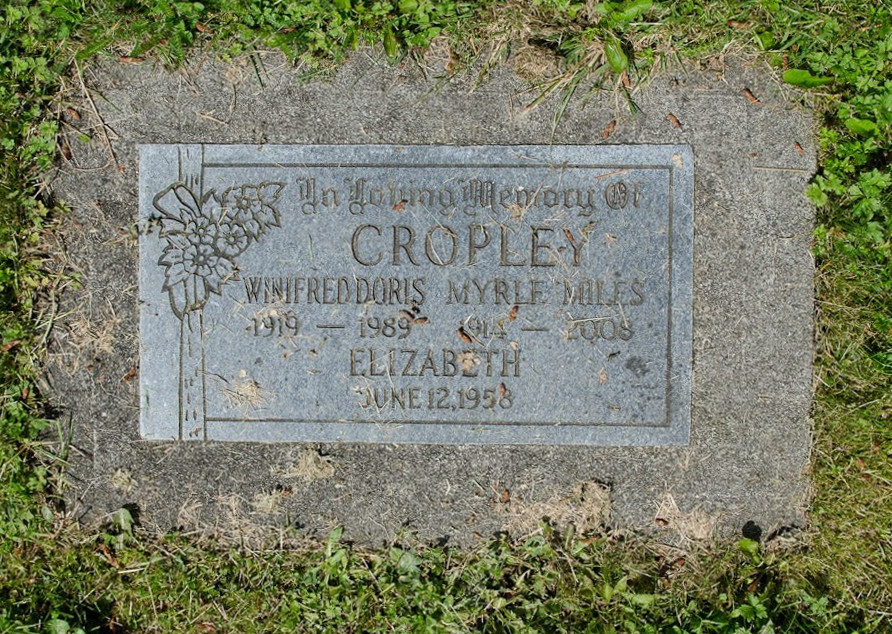 In Loving Memory Of
CROPLEY
WINIFRED DORIS MYRLE MILES
1919 — 1989 1914 — 2008
ELIZABETH
JUNE 12, 1958